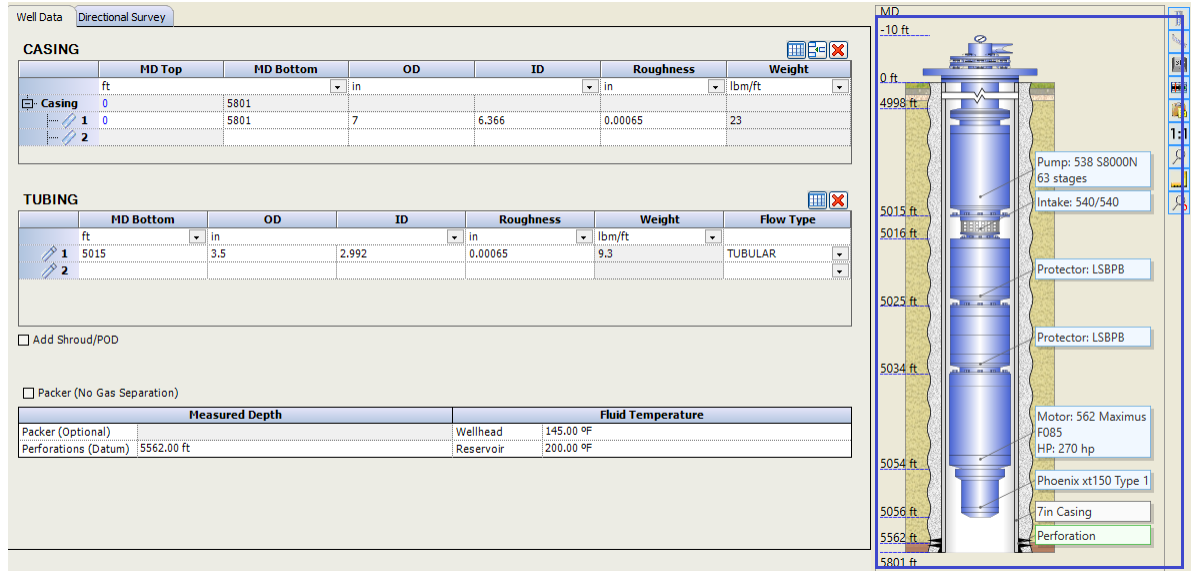 Well Data Directional Survey
CASING
MD Top MD Bottom OD ID Roughness Weight
ft in in lbm/ft
Casing 0 5801
1 0 5801 7 6.366 0.00065 23
2
TUBING
MD Bottom OD ID Roughness Weight Flow Type
ft in in lbm/ft
1 5015 3.5 2.992 0.00065 9.3 TUBULAR
2
Add Shroud/POD
Packer (No Gas Separation)
Measured Depth Fluid Temperature
Packer (Optional) Wellhead 145.00 ºF
Perforations (Datum) 5562.00 ft Reservoir 200.00 ºF
MD
-10 ft
0 ft
4998 ft
1:1
Pump: 538 S8000N
63 stages
Intake: 540/540
5015 ft
5016 ft
Protector: LSBPB
5025 ft
Protector: LSBPB
5034 ft
Motor: 562 Maximus
F085
HP: 270 hp
5054 ft
Phoenix xt150 Type 1
5056 ft
7in Casing
5562 ft
Perforation
5801 ft